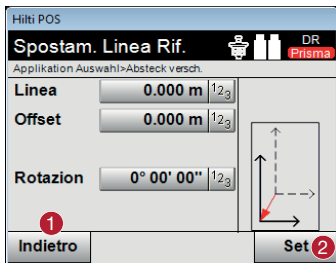 Hilti POS
Spostam. Linea Rif.
DR
Prisma
Applikation Auswahl>Absteck versch.
Linea 0.000 m 123
Offset 0.000 m 123
Rotazion 0° 00' 00" 123
1
Indietro
Set 2